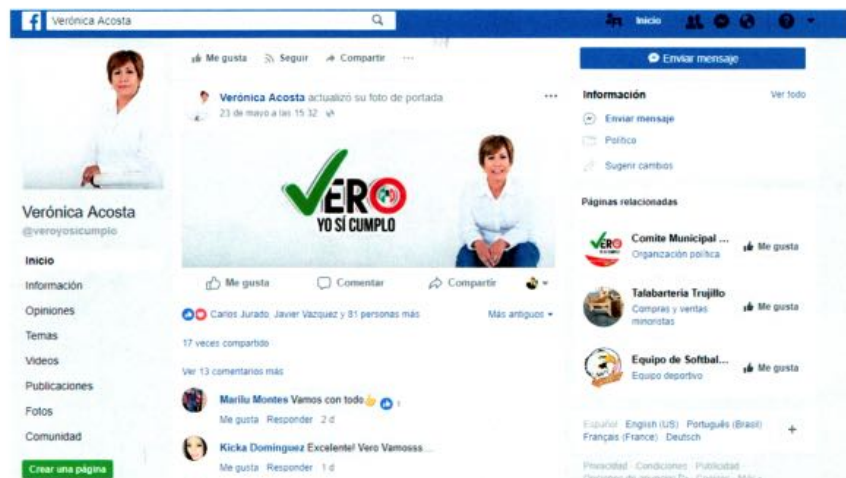 Verónica Acosta
Inicio
Me gusta Seguir Compartir ...
Verónica Acosta actualizó su foto de portada
23 de mayo a las 15:32
VERO
YO SÍ CUMPLO
Me gusta Comentar Compartir
Carlos Jurado, Javier Vazquez y 81 personas más
Más antiguos
17 veces compartido
Ver 13 comentarios más
Marilu Montes Vamos con todo 1
Me gusta Responder 2 d
Kicka Dominguez Excelente! Vero Vamosss...
Me gusta Responder 1 d
Verónica Acosta
@veroyosicumplo
Inicio
Información
Opiniones
Temas
Videos
Publicaciones
Fotos
Comunidad
Crear una página
Enviar mensaje
Información Ver todo
Enviar mensaje
Político
Sugerir cambios
Páginas relacionadas
VERO
Comite Municipal ...
Organización política
Me gusta
Talabarteria Trujillo
Compras y ventas
minoristas
Me gusta
Equipo de Softbal...
Equipo deportivo
Me gusta
Español English (US) Português (Brasil)
Français (France) Deutsch
Privacidad Condiciones Publicidad